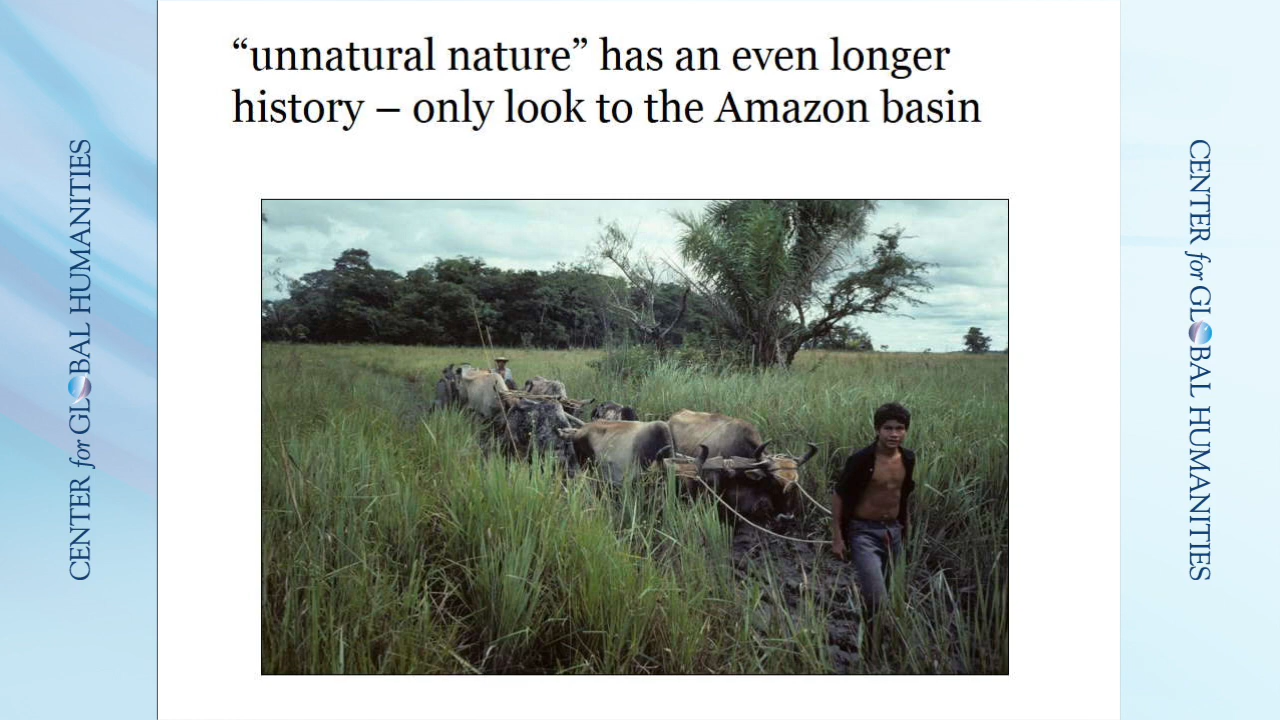 “unnatural nature” has an even longer
history – only look to the Amazon basin
CENTER for GLOBAL HUMANITIES
CENTER for GLOBAL HUMANITIES